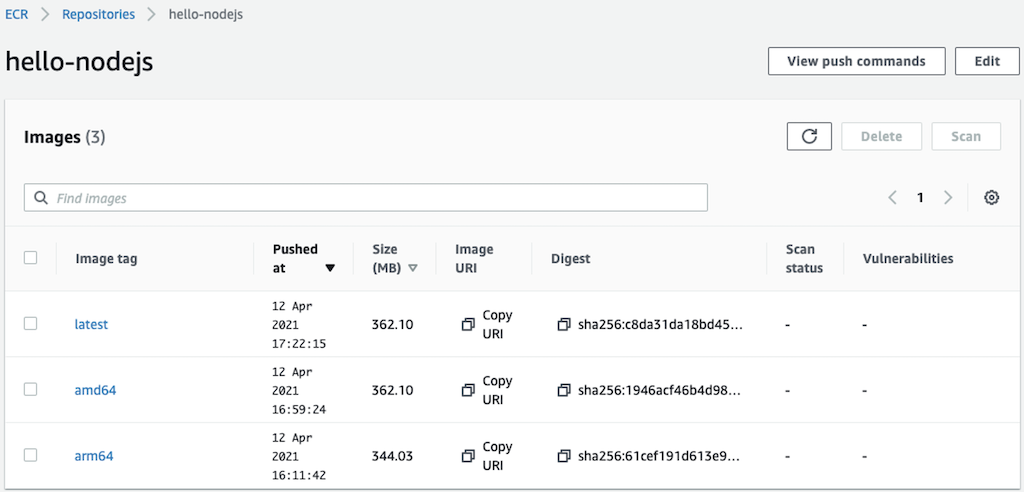 ECR > Repositories > hello-nodejs
hello-nodejs
View push commands
Edit
Images (3)
Delete
Scan
Find Images
1
Image tag
Pushed
at
Size
(MB)
Image
URI
Digest
Scan
status
Vulnerabilities
latest
12 Apr
2021
17:22:15
362.10
Copy
URI
sha256:c8da31da18bd45...
-
-
amd64
12 Apr
2021
16:59:24
362.10
Copy
URI
sha256:1946acf46b4d98...
-
-
arm64
12 Apr
2021
16:11:42
344.03
Copy
URI
sha256:61cef191d613e9...
-
-